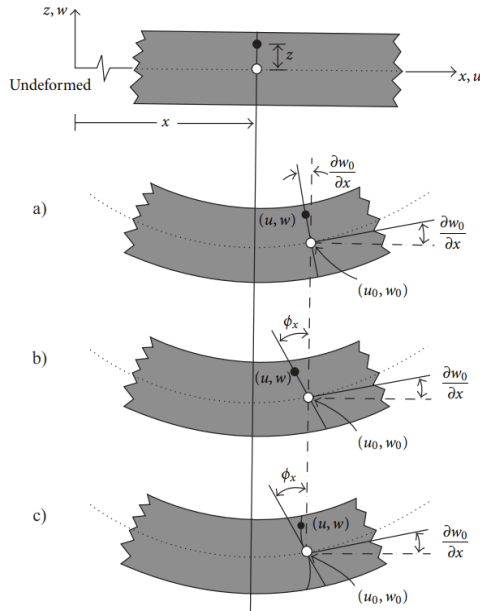 z, w
z
Undeformed
x, u
x
∂w₀/∂x
a)
(u, w)
∂w₀/∂x
(u₀, w₀)
ϕₓ
b)
(u, w)
∂w₀/∂x
(u₀, w₀)
ϕₓ
c)
(u, w)
∂w₀/∂x
(u₀, w₀)